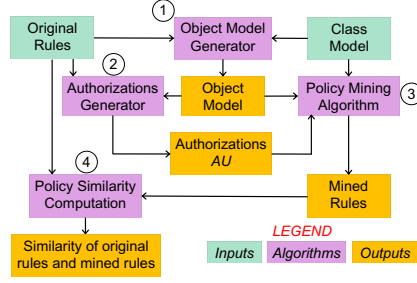 1
Original
Rules
Object Model
Generator
Class
Model
2
Authorizations
Generator
Object
Model
Policy Mining
Algorithm
3
Authorizations
AU
4
Policy Similarity
Computation
Mined
Rules
Similarity of original
rules and mined rules
LEGEND
Inputs
Algorithms
Outputs